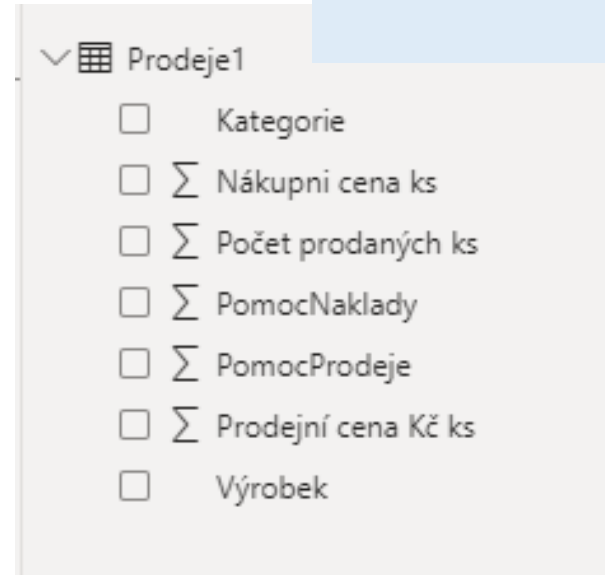 Prodeje1
Kategorie
∑ Nákupni cena ks
∑ Počet prodaných ks
∑ PomocNaklady
∑ PomocProdeje
∑ Prodejní cena Kč ks
Výrobek